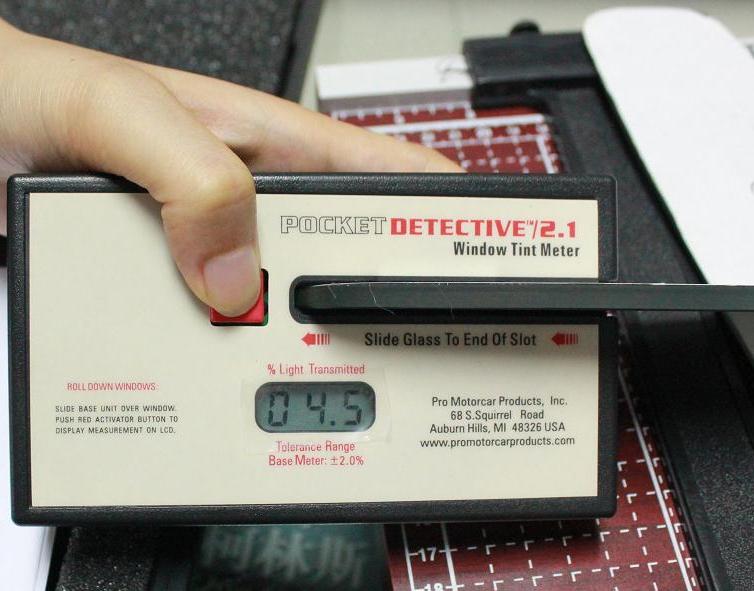 POCKET DETECTIVE™/2.1
Window Tint Meter
Slide Glass To End Of Slot
% Light Transmitted
04.5
Tolerance Range
Base Meter: ±2.0%
ROLL DOWN WINDOWS:
SLIDE BASE UNIT OVER WINDOW.
PUSH RED ACTIVATOR BUTTON TO
DISPLAY MEASUREMENT ON LCD.
Pro Motorcar Products, Inc.
68 S.Squirrel Road
Auburn Hills, MI 48326 USA
www.promotorcarproducts.com
柯林斯
17
18